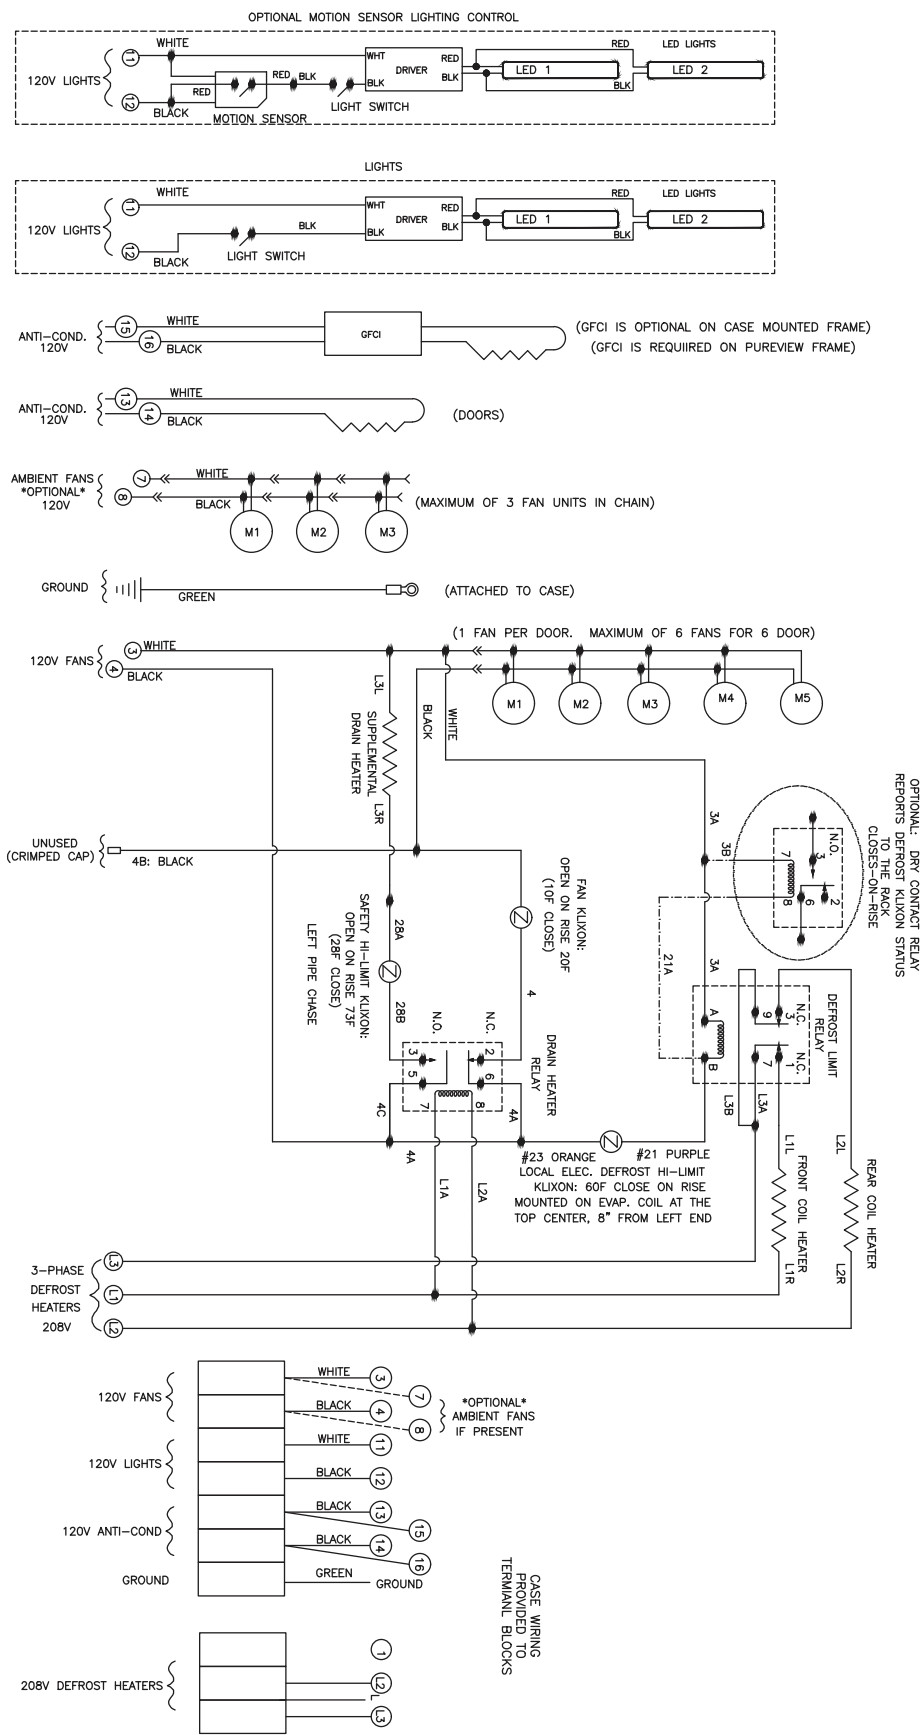 OPTIONAL MOTION SENSOR LIGHTING CONTROL
WHITE
11
120V LIGHTS
12
BLACK
RED
MOTION SENSOR
RED
BLK
LIGHT SWITCH
WHT
BLK
DRIVER
RED
BLK
RED
BLK
LED LIGHTS
LED 1
LED 2
LIGHTS
WHITE
11
120V LIGHTS
12
BLACK
LIGHT SWITCH
BLK
WHT
BLK
DRIVER
RED
BLK
RED
BLK
LED LIGHTS
LED 1
LED 2
ANTI-COND.
120V
15
WHITE
16
BLACK
GFCI
(GFCI IS OPTIONAL ON CASE MOUNTED FRAME)
(GFCI IS REQUIIRED ON PUREVIEW FRAME)
ANTI-COND.
120V
13
WHITE
14
BLACK
(DOORS)
AMBIENT FANS
*OPTIONAL*
120V
7
WHITE
8
BLACK
M1
M2
M3
(MAXIMUM OF 3 FAN UNITS IN CHAIN)
GROUND
GREEN
(ATTACHED TO CASE)
(1 FAN PER DOOR. MAXIMUM OF 6 FANS FOR 6 DOOR)
120V FANS
3
WHITE
4
BLACK
M1
M2
M3
M4
M5
L3L
SUPPLEMENTAL
DRAIN HEATER
L3R
BLACK
WHITE
UNUSED
(CRIMPED CAP)
4B: BLACK
3A
3B
OPTIONAL: DRY CONTACT RELAY
REPORTS DEFROST KLIXON STATUS
TO THE RACK
CLOSES-ON-RISE
N.O.
3
7
8
6
2
FAN KLIXON:
OPEN ON RISE 20F
(10F CLOSE)
Z
4
28A
Z
28B
SAFETY HI-LIMIT KLIXON:
OPEN ON RISE 73F
(28F CLOSE)
LEFT PIPE CHASE
21A
3A
A
B
DEFROST LIMIT
RELAY
N.C.
3
9
N.C.
1
7
L3B
L3A
N.O.
3
5
N.C.
2
6
7
8
DRAIN HEATER
RELAY
4C
4A
4A
L1A
L2A
Z
#23 ORANGE
#21 PURPLE
LOCAL ELEC. DEFROST HI-LIMIT
KLIXON: 60F CLOSE ON RISE
MOUNTED ON EVAP. COIL AT THE
TOP CENTER, 8" FROM LEFT END
L1L
FRONT COIL HEATER
L1R
L2L
REAR COIL HEATER
L2R
3-PHASE
DEFROST
HEATERS
208V
L3
L1
L2
120V FANS
WHITE
3
7
BLACK
4
8
*OPTIONAL*
AMBIENT FANS
IF PRESENT
120V LIGHTS
WHITE
11
BLACK
12
120V ANTI-COND
BLACK
13
15
BLACK
14
16
GROUND
GREEN
GROUND
CASE WIRING
PROVIDED TO
TERMIANL BLOCKS
208V DEFROST HEATERS
1
L2
L
L3